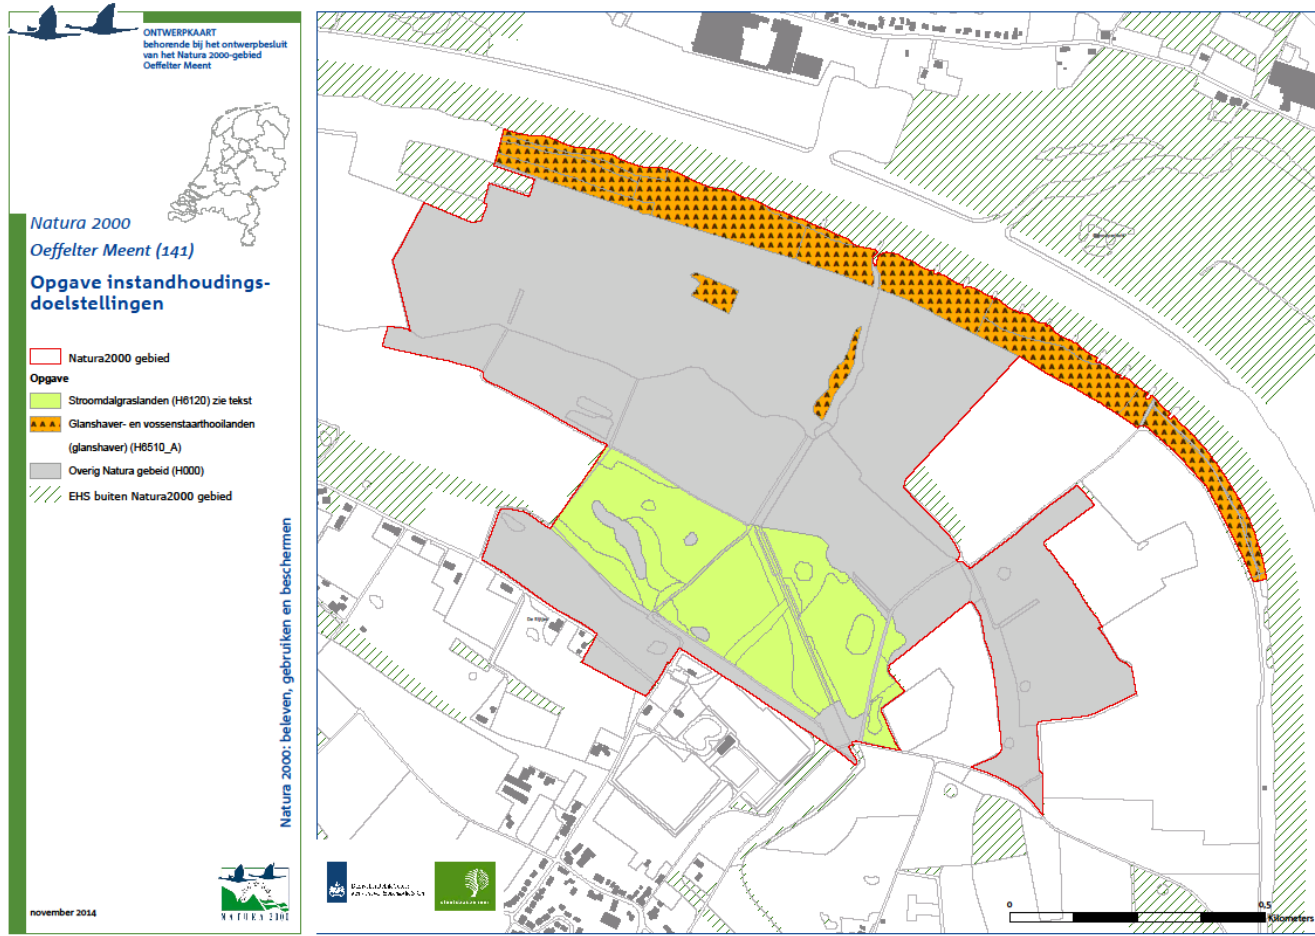 ONTWERPKAART
behorende bij het ontwerpbesluit
van het Natura 2000-gebied
Oeffelter Meent
Natura 2000
Oeffelter Meent (141)
Opgave instandhoudings-
doelstellingen
Natura2000 gebied
Opgave
Stroomdalgraslanden (H6120) zie tekst
Glanshaver- en vossenstaarthooilanden
(glanshaver) (H6510_A)
Overig Natura gebeid (H000)
EHS buiten Natura2000 gebied
Natura 2000: beleven, gebruiken en beschermen
november 2014
NATURA 2000
0
0.5
Kilometers